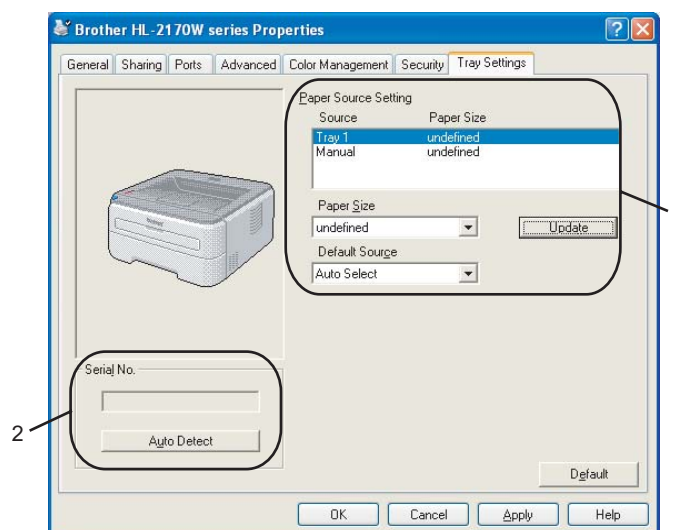 Brother HL-2170W series Properties
General Sharing Ports Advanced Color Management Security Tray Settings
Paper Source Setting
Source Paper Size
Tray 1 undefined
Manual undefined
Paper Size
undefined Update
Default Source
Auto Select
Serial No.
2
Auto Detect
Default
OK Cancel Apply Help